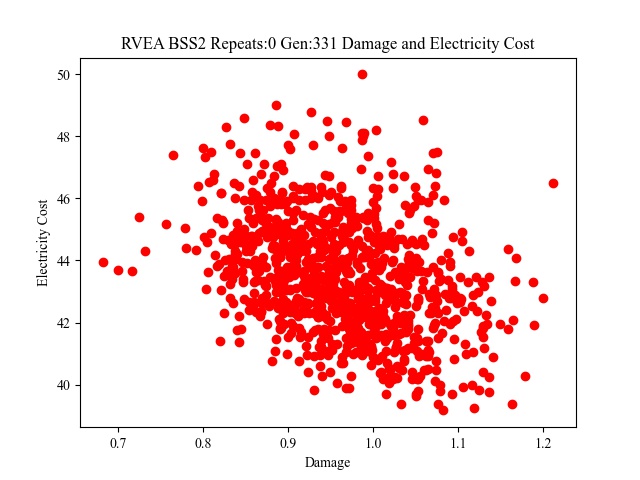 RVEA BSS2 Repeats:0 Gen:331 Damage and Electricity Cost
50
48
46
44
42
40
Electricity Cost
0.7 0.8 0.9 1.0 1.1 1.2
Damage